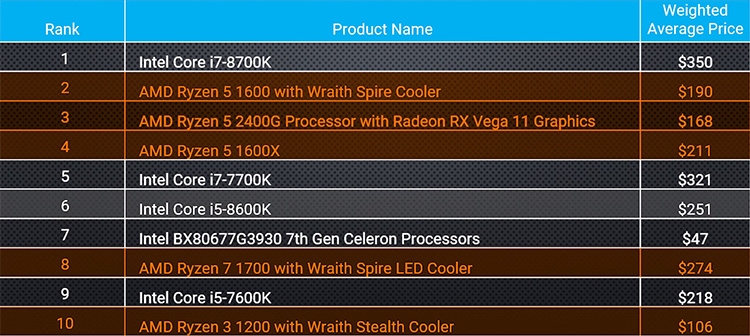 Rank Product Name Weighted Average Price
1 Intel Core i7-8700K $350
2 AMD Ryzen 5 1600 with Wraith Spire Cooler $190
3 AMD Ryzen 5 2400G Processor with Radeon RX Vega 11 Graphics $168
4 AMD Ryzen 5 1600X $211
5 Intel Core i7-7700K $321
6 Intel Core i5-8600K $251
7 Intel BX80677G3930 7th Gen Celeron Processors $47
8 AMD Ryzen 7 1700 with Wraith Spire LED Cooler $274
9 Intel Core i5-7600K $218
10 AMD Ryzen 3 1200 with Wraith Stealth Cooler $106